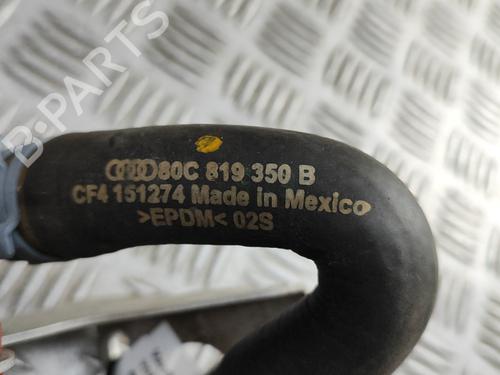 B-PARTS
80C 819 350 B
CF4 151274 Made in Mexico
>EPDM< 02S